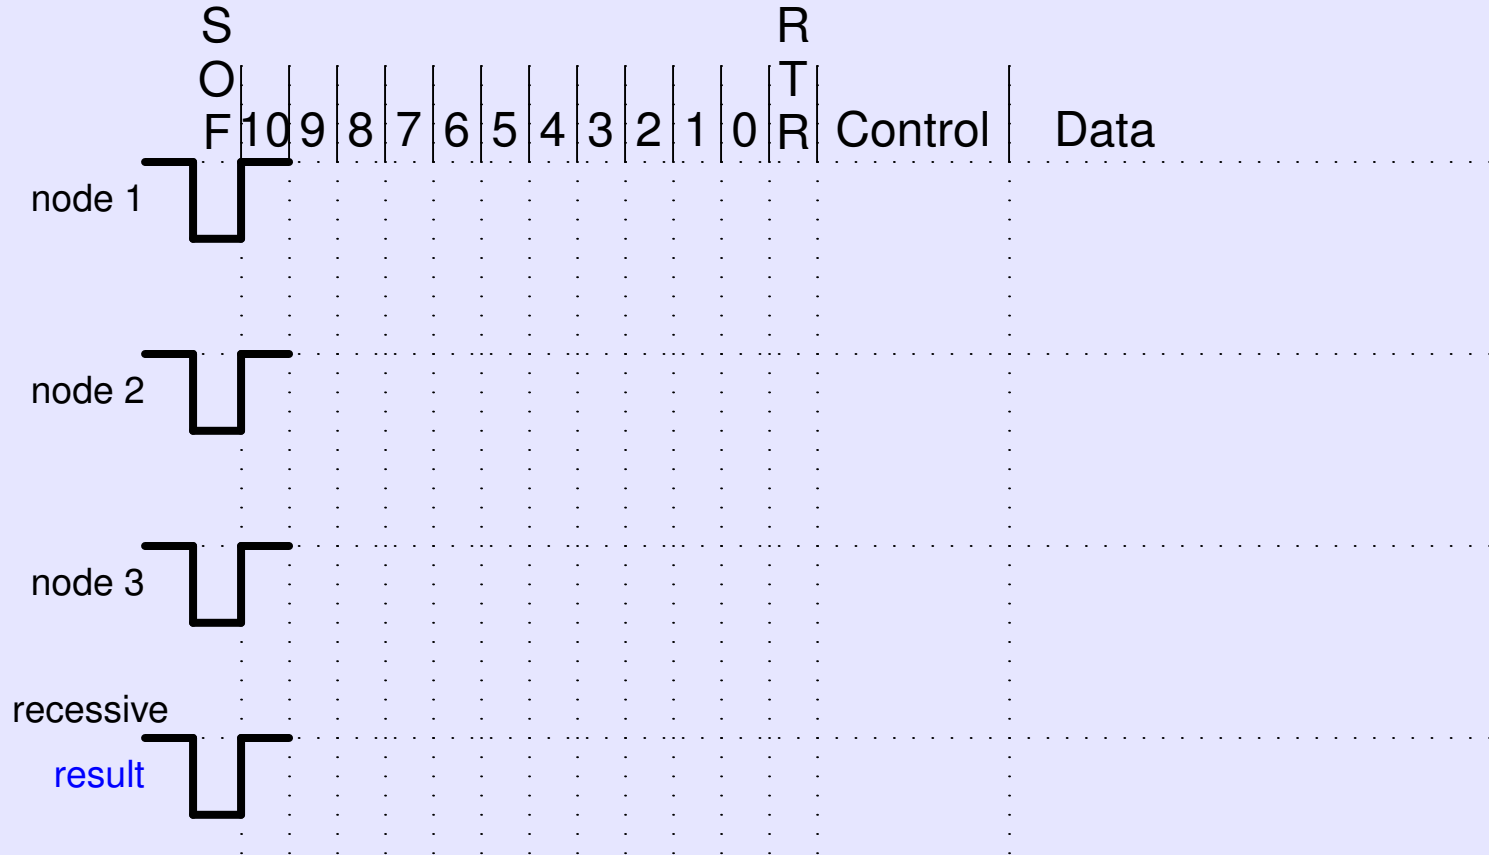 S
O
F
R
T
R
10 9 8 7 6 5 4 3 2 1 0 Control Data
node 1
node 2
node 3
recessive
result